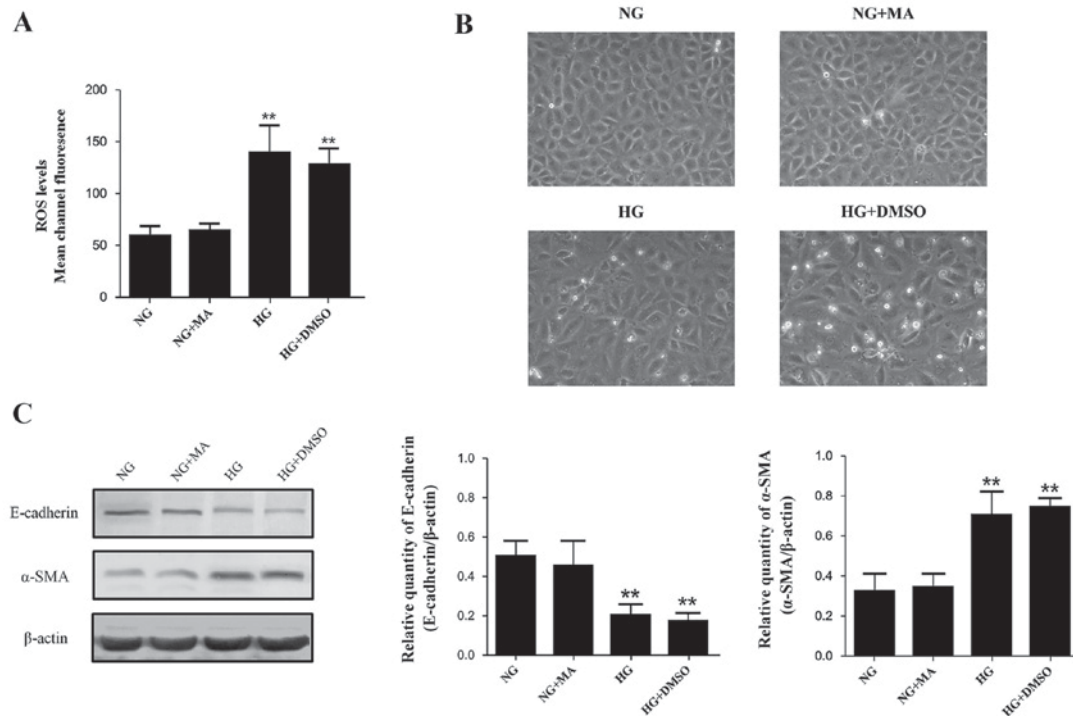 A
200
150
100
50
0
ROS levels
Mean channel fluoresence
**
**
NG
NG+MA
HG
HG+DMSO
B
NG
NG+MA
HG
HG+DMSO
C
NG
NG+MA
HG
HG+DMSO
E-cadherin
α-SMA
β-actin
Relative quantity of E-cadherin
(E-cadherin/β-actin)
1.0
0.8
0.6
0.4
0.2
0.0
**
**
NG
NG+MA
HG
HG+DMSO
Relative quantity of α-SMA
(α-SMA/β-actin)
1.0
0.8
0.6
0.4
0.2
0.0
**
**
NG
NG+MA
HG
HG+DMSO